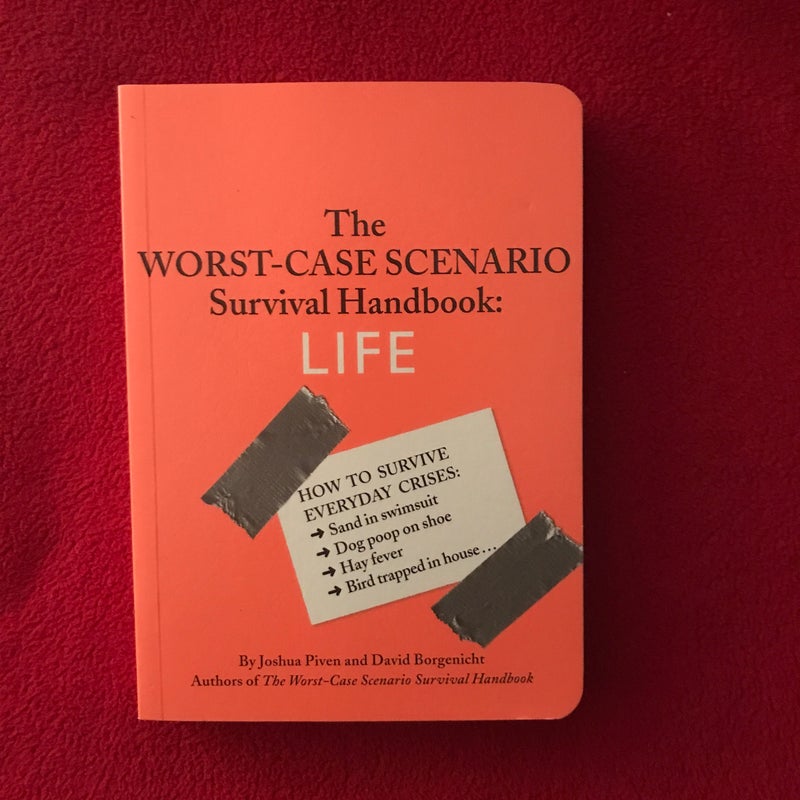 The
WORST-CASE SCENARIO
Survival Handbook:
LIFE
HOW TO SURVIVE
EVERYDAY CRISES:
➔ Sand in swimsuit
➔ Dog poop on shoe
➔ Hay fever
➔ Bird trapped in house...
By Joshua Piven and David Borgenicht
Authors of The Worst-Case Scenario Survival Handbook